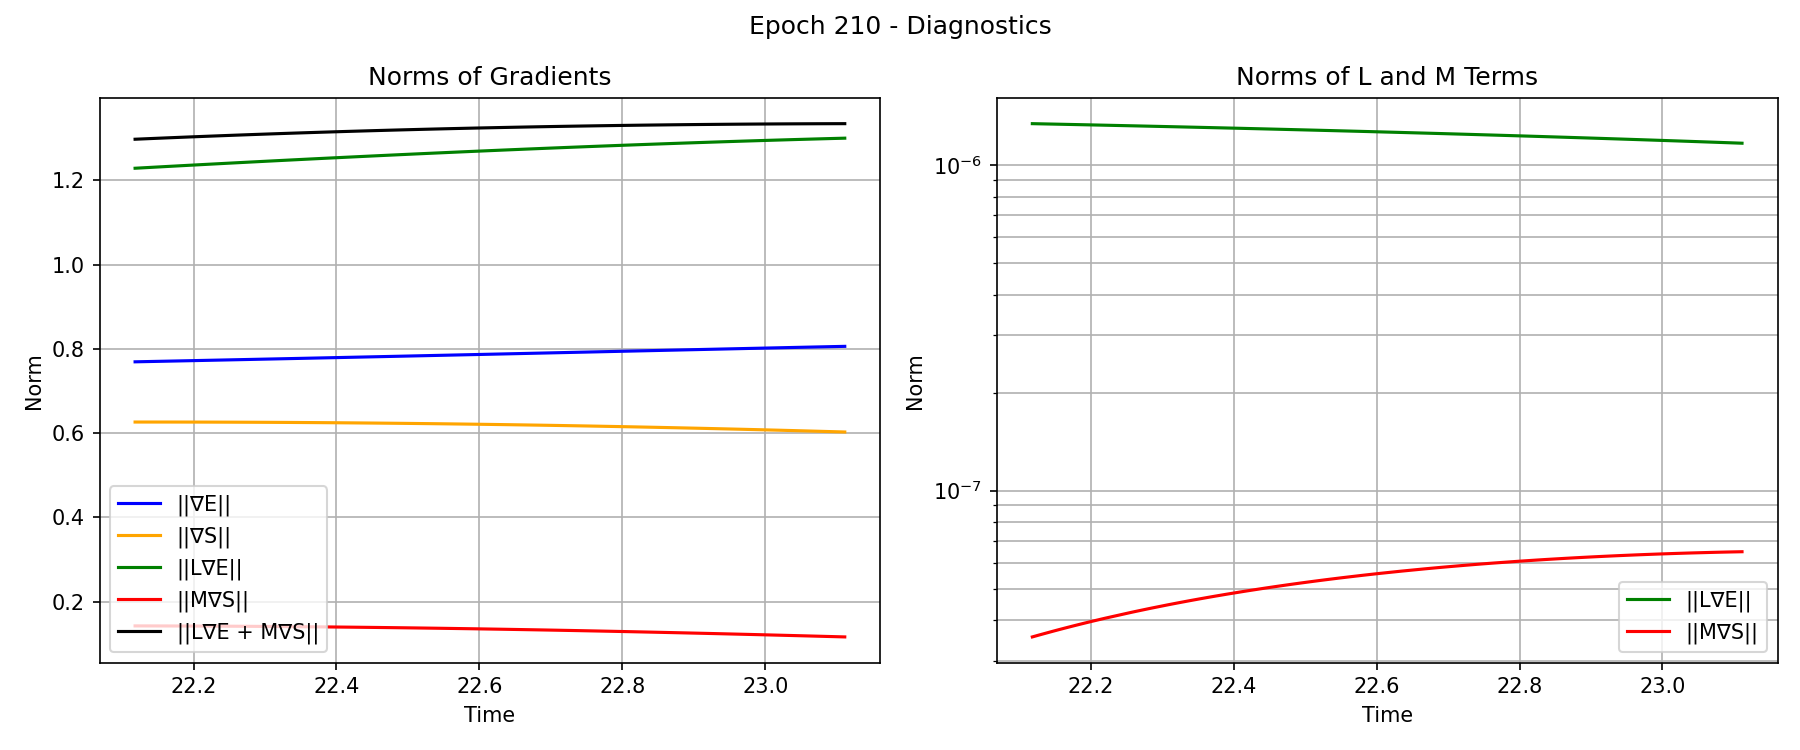 Epoch 210 - Diagnostics
Norms of Gradients
Norm
1.2
1.0
0.8
0.6
0.4
0.2
||∇E||
||∇S||
||L∇E||
||M∇S||
||L∇E + M∇S||
22.2 22.4 22.6 22.8 23.0
Time
Norms of L and M Terms
Norm
10⁻⁶
10⁻⁷
||L∇E||
||M∇S||
22.2 22.4 22.6 22.8 23.0
Time